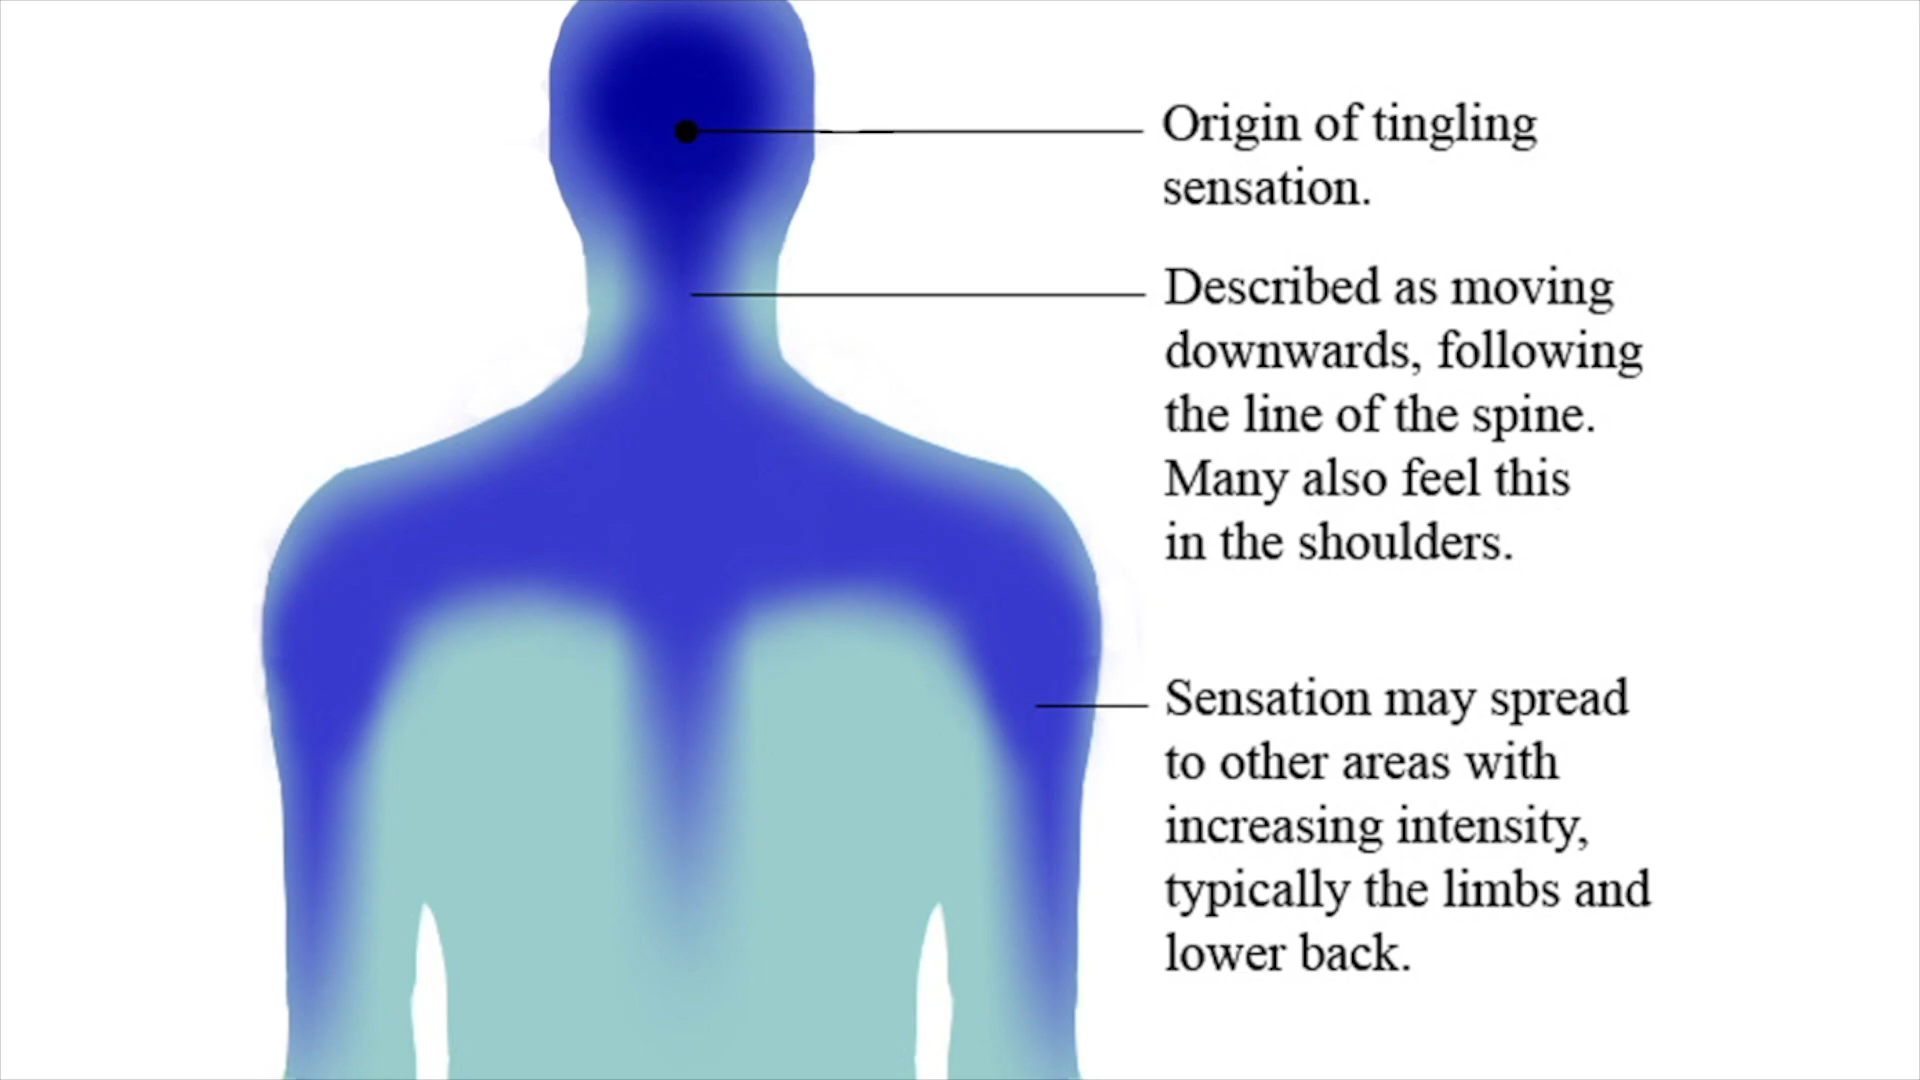 Origin of tingling
sensation.
Described as moving
downwards, following
the line of the spine.
Many also feel this
in the shoulders.
Sensation may spread
to other areas with
increasing intensity,
typically the limbs and
lower back.